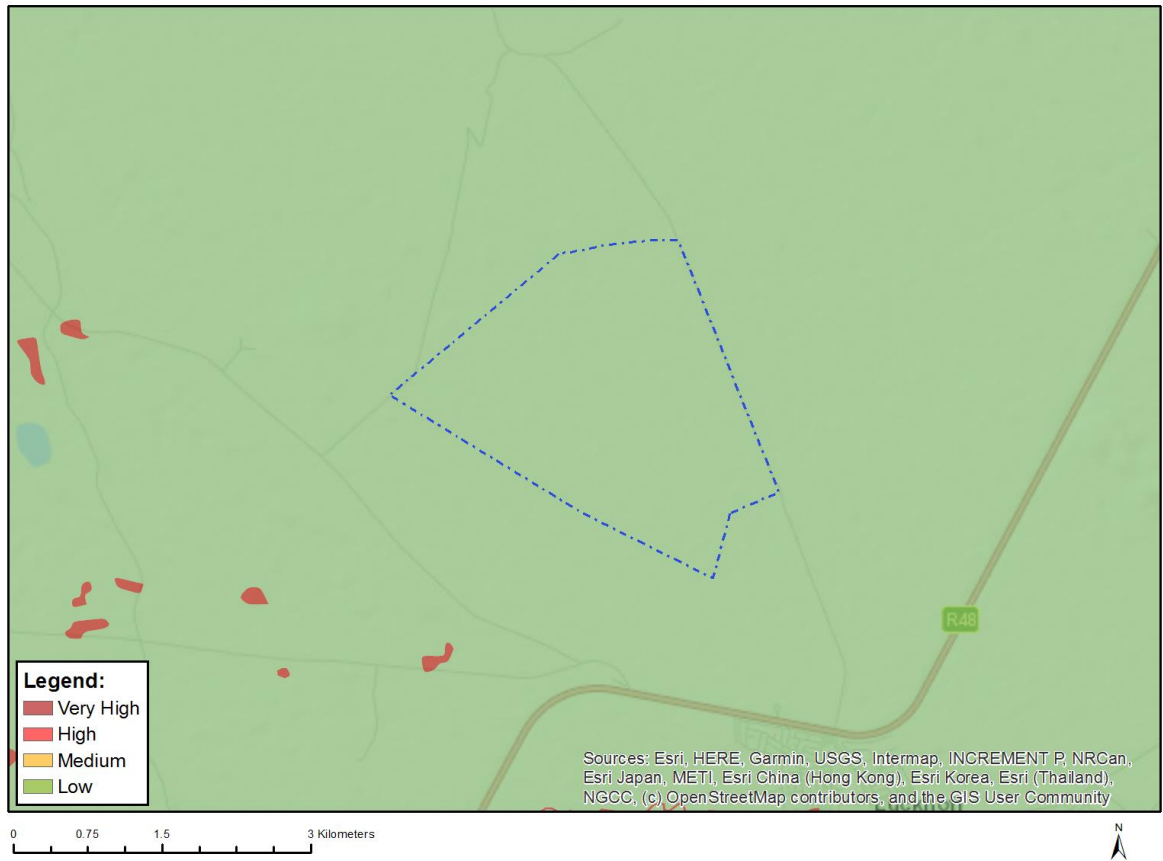 R48
Legend:
Very High
High
Medium
Low
Sources: Esri, HERE, Garmin, USGS, Intermap, INCREMENT P, NRCan,
Esri Japan, METI, Esri China (Hong Kong), Esri Korea, Esri (Thailand),
NGCC, (c) OpenStreetMap contributors, and the GIS User Community
0 0.75 1.5 3 Kilometers
N